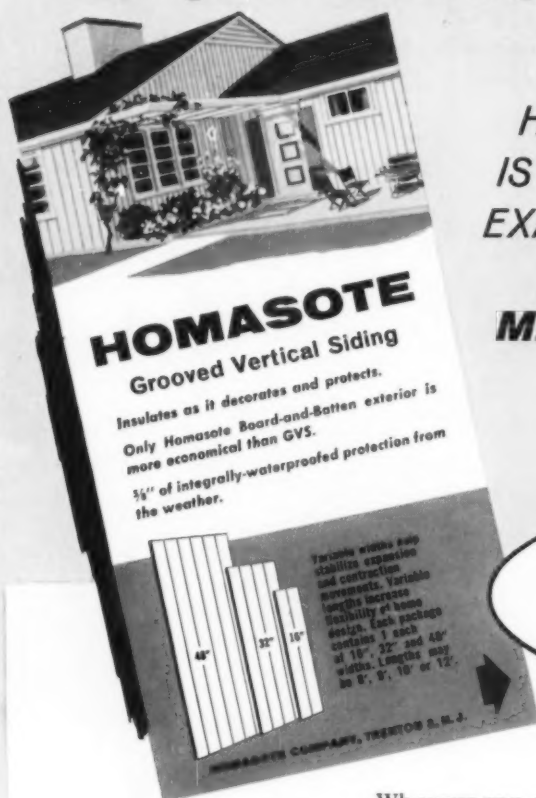 HOMASOTE
Grooved Vertical Siding
Insulates as it decorates and protects.
Only Homasote Board-and-Batten exterior is
more economical than GVS.
⅝" of integrally-waterproofed protection from
the weather.
48"
32"
16"
Variable widths help
stabilize expansion
and contraction
movements. Variable
lengths increase
flexibility of home
design. Each package
contains 1 each
of 16", 32" and 48"
widths. Lengths may
be 8', 9', 10' or 12'.
HOMASOTE COMPANY, TRENTON 3, N. J.
H
IS
EX
M